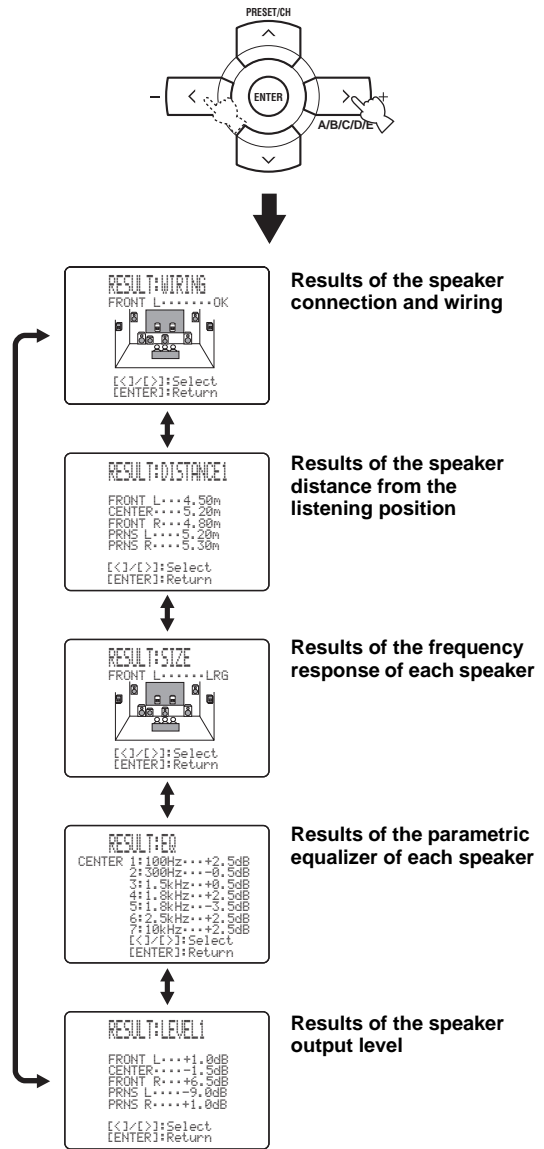 PRESET/CH
ENTER
–
+
A/B/C/D/E
RESULT:WIRING
FRONT L·······OK
[<]/[>]:Select
[ENTER]:Return
Results of the speaker
connection and wiring
RESULT:DISTANCE1
FRONT L···4.50m
CENTER····5.20m
FRONT R···4.80m
PRNS L····5.20m
PRNS R····5.30m
[<]/[>]:Select
[ENTER]:Return
Results of the speaker
distance from the
listening position
RESULT:SIZE
FRONT L······LRG
[<]/[>]:Select
[ENTER]:Return
Results of the frequency
response of each speaker
RESULT:EQ
CENTER 1:100Hz···+2.5dB
2:300Hz···-0.5dB
3:1.5kHz··+0.5dB
4:1.8kHz··+2.5dB
5:1.8kHz··-3.5dB
6:2.5kHz··+2.5dB
7:10kHz···+2.5dB
[<]/[>]:Select
[ENTER]:Return
Results of the parametric
equalizer of each speaker
RESULT:LEVEL1
FRONT L···+1.0dB
CENTER····-1.5dB
FRONT R···+6.5dB
PRNS L····-9.0dB
PRNS R····+1.0dB
[<]/[>]:Select
[ENTER]:Return
Results of the speaker
output level